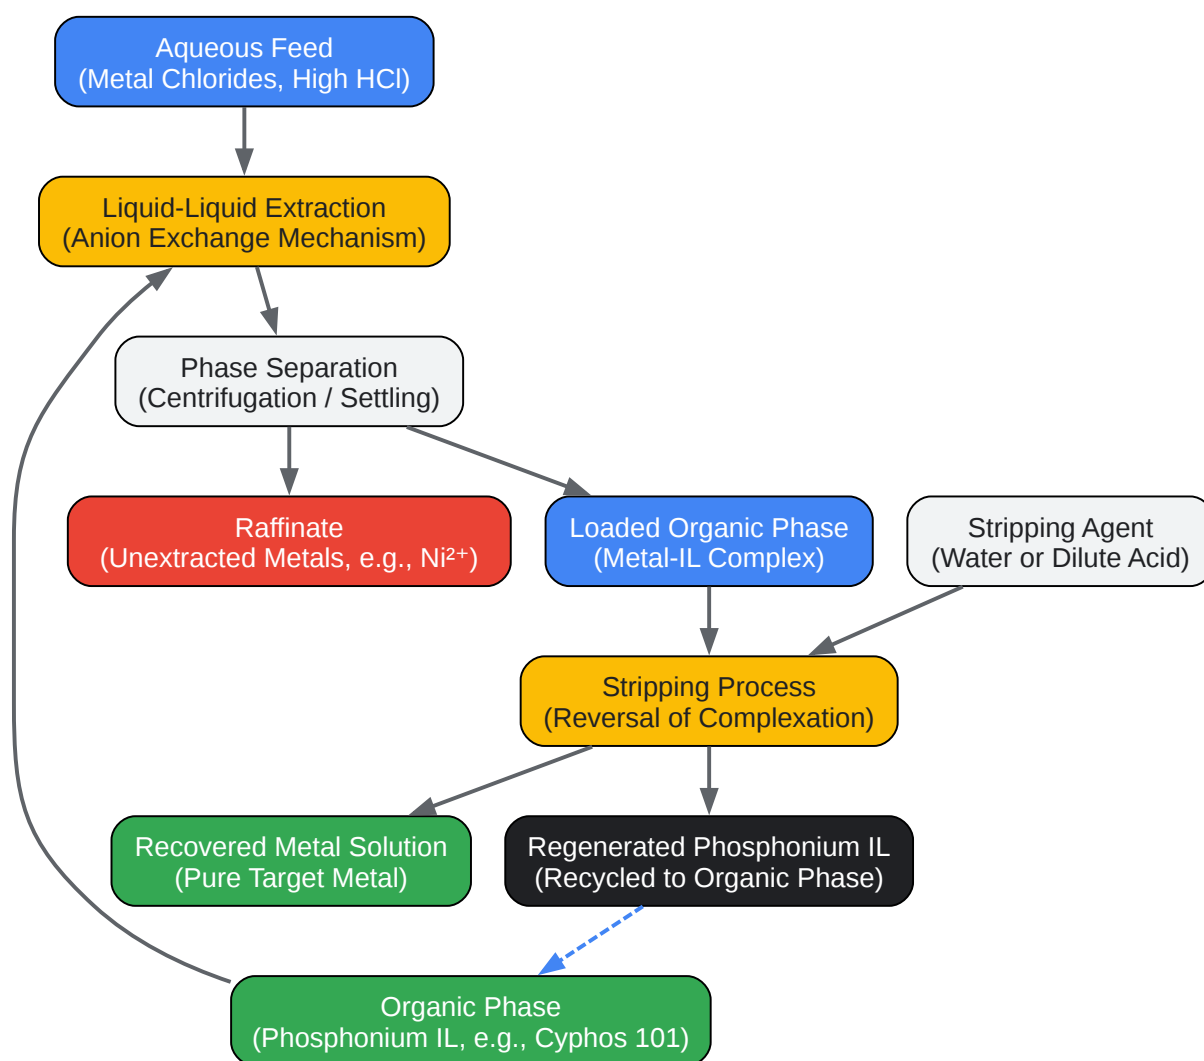 Aqueous Feed
(Metal Chlorides, High HCl)
Liquid-Liquid Extraction
(Anion Exchange Mechanism)
Phase Separation
(Centrifugation / Settling)
Raffinate
(Unextracted Metals, e.g., Ni²⁺)
Loaded Organic Phase
(Metal-IL Complex)
Stripping Agent
(Water or Dilute Acid)
Stripping Process
(Reversal of Complexation)
Recovered Metal Solution
(Pure Target Metal)
Regenerated Phosphonium IL
(Recycled to Organic Phase)
Organic Phase
(Phosphonium IL, e.g., Cyphos 101)